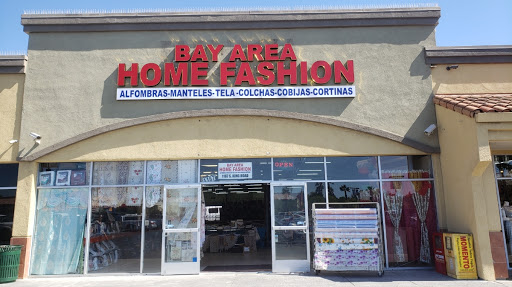 BAY AREA
HOME FASHION
ALFOMBRAS-MANTELES-TELA-COLCHAS-COBIJAS-CORTINAS
BAY AREA
HOME FASHION
OPEN
MOMENTO